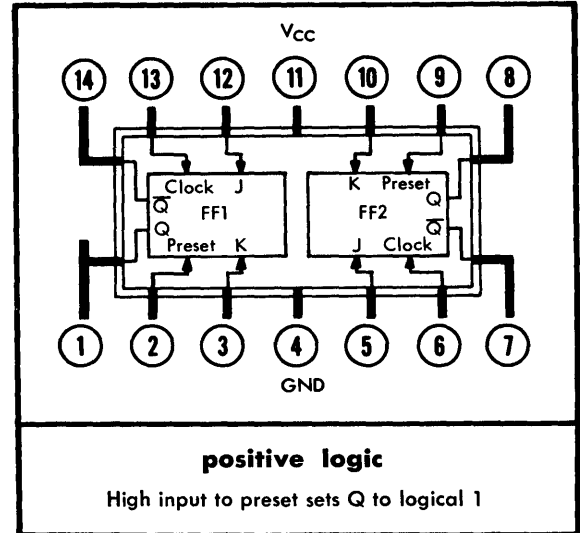 VCC
14 13 12 11 10 9 8
Clock J K Preset
Q̅ Q
FF1 FF2
Q Q̅
Preset K J Clock
1 2 3 4 5 6 7
GND
positive logic
High input to preset sets Q to logical 1